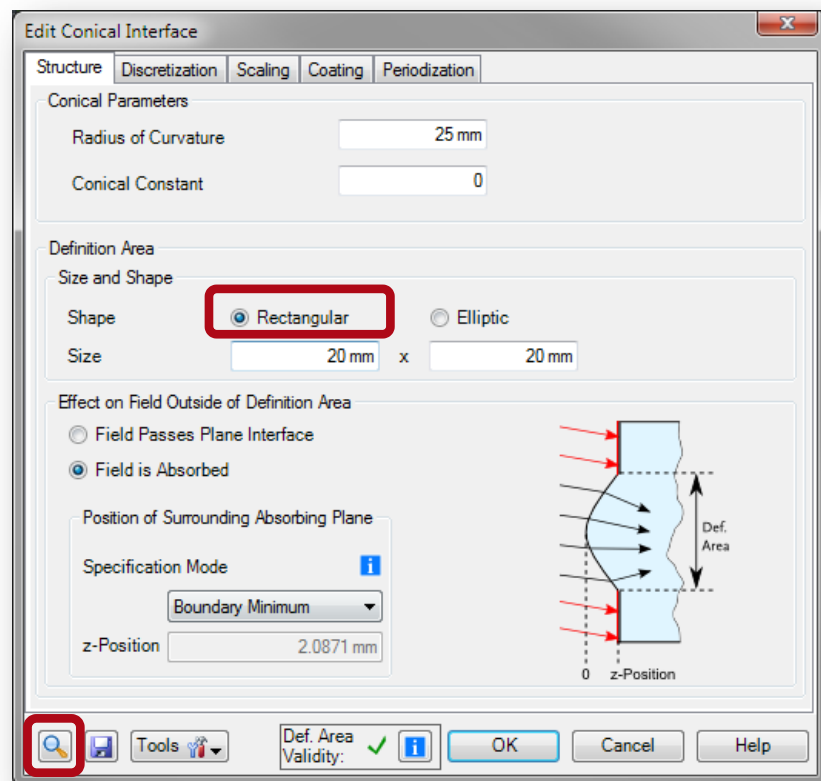 Edit Conical Interface
Structure Discretization Scaling Coating Periodization
Conical Parameters
Radius of Curvature 25 mm
Conical Constant 0
Definition Area
Size and Shape
Shape Rectangular Elliptic
Size 20 mm x 20 mm
Effect on Field Outside of Definition Area
Field Passes Plane Interface
Field is Absorbed
Position of Surrounding Absorbing Plane
Specification Mode
Boundary Minimum
z-Position 2.0871 mm
Def.
Area
0 z-Position
Tools Def. Area
Validity: OK Cancel Help